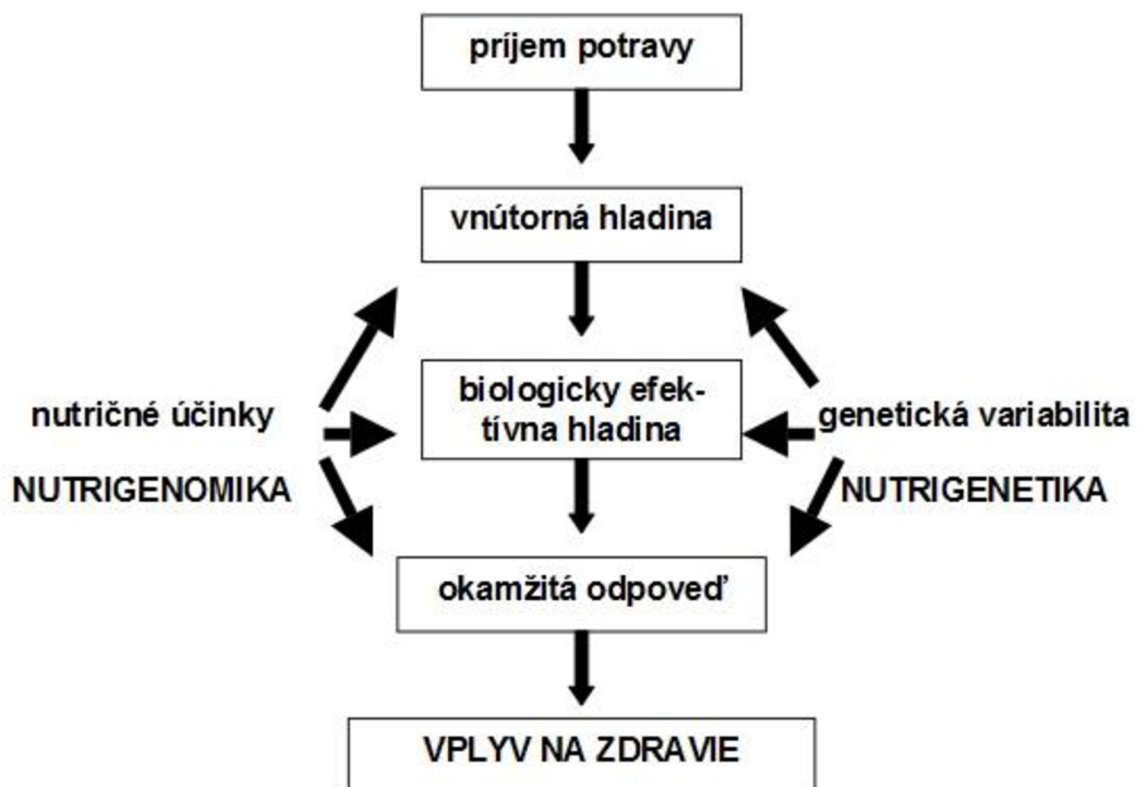 príjem potravy
vnútorná hladina
biologicky efek-
tívna hladina
nutričné účinky
genetická variabilita
NUTRIGENOMIKA
NUTRIGENETIKA
okamžitá odpoveď
VPLYV NA ZDRAVIE